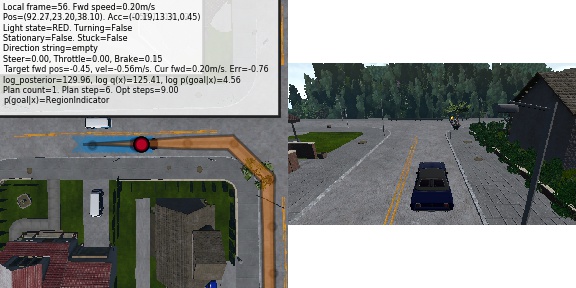 Local frame=56. Fwd speed=0.20m/s
Pos=(92.27,23.20,38.10). Acc=(-0.19,13.31,0.45)
Light state=RED. Turning=False
Stationary=False. Stuck=False
Direction string=empty
Steer=0.00, Throttle=0.00, Brake=0.15
Target fwd pos=-0.45, vel=-0.56m/s. Cur fwd=0.20m/s. Err=-0.76
log_posterior=129.96, log q(x)=125.41, log p(goal|x)=4.56
Plan count=1. Plan step=6. Opt steps=9.00
p(goal|x)=RegionIndicator